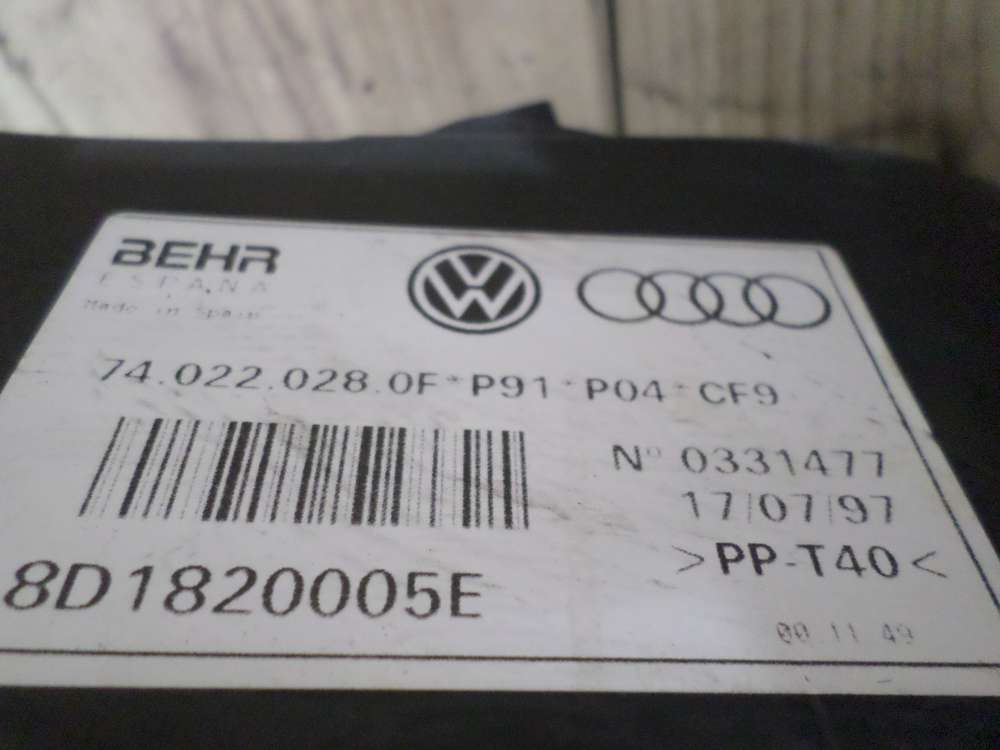 BEHR
ESPANA
Made in Spain
74.022.028.0F*P91*P04*CF9
Nº 0331477
17/07/97
>PP-T40<
8D1820005E
00.11.49